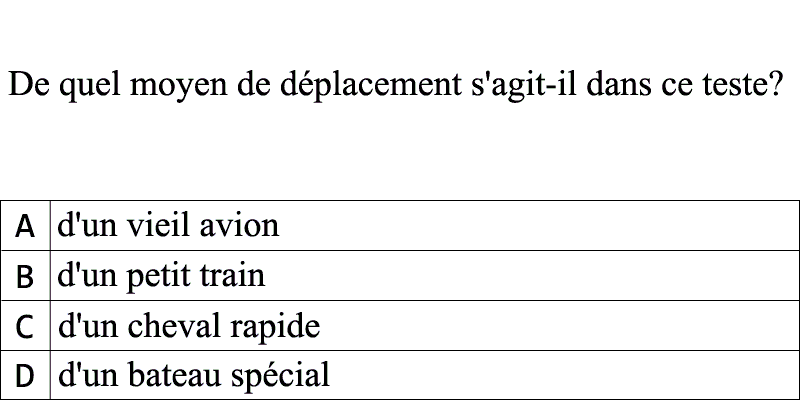 De quel moyen de déplacement s'agit-il dans ce teste?
A d'un vieil avion
B d'un petit train
C d'un cheval rapide
D d'un bateau spécial